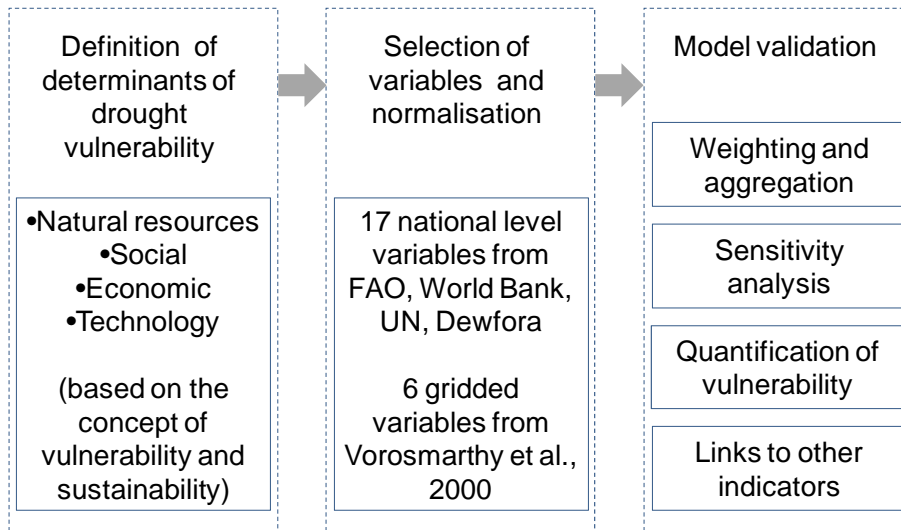 Definition of
determinants of
drought
vulnerability
•Natural resources
•Social
•Economic
•Technology
(based on the
concept of
vulnerability and
sustainability)
Selection of
variables and
normalisation
17 national level
variables from
FAO, World Bank,
UN, Dewfora
6 gridded
variables from
Vorosmarthy et al.,
2000
Model validation
Weighting and
aggregation
Sensitivity
analysis
Quantification of
vulnerability
Links to other
indicators